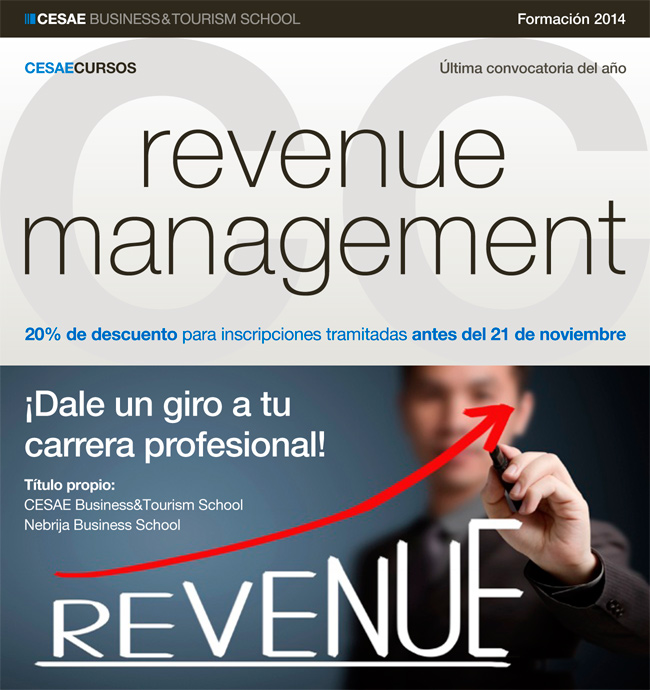 CESAE BUSINESS&TOURISM SCHOOL
Formación 2014
CESAECURSOS
Última convocatoria del año
revenue
management
20% de descuento para inscripciones tramitadas antes del 21 de noviembre
¡Dale un giro a tu
carrera profesional!
Título propio:
CESAE Business&Tourism School
Nebrija Business School
REVENUE